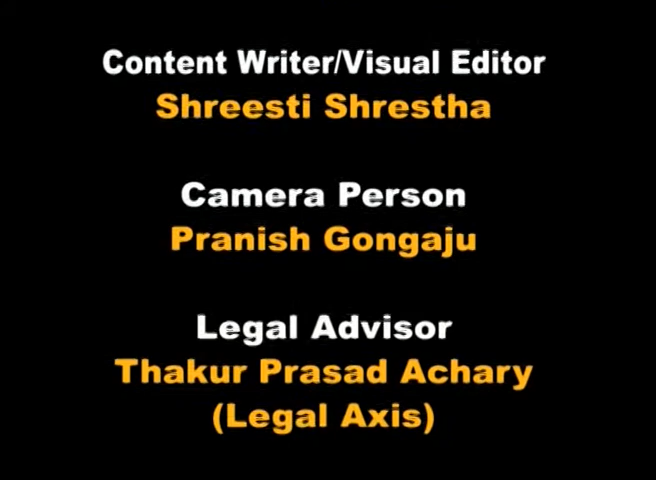 Content Writer/Visual Editor
Shreesti Shrestha
Camera Person
Pranish Gongaju
Legal Advisor
Thakur Prasad Achary
(Legal Axis)